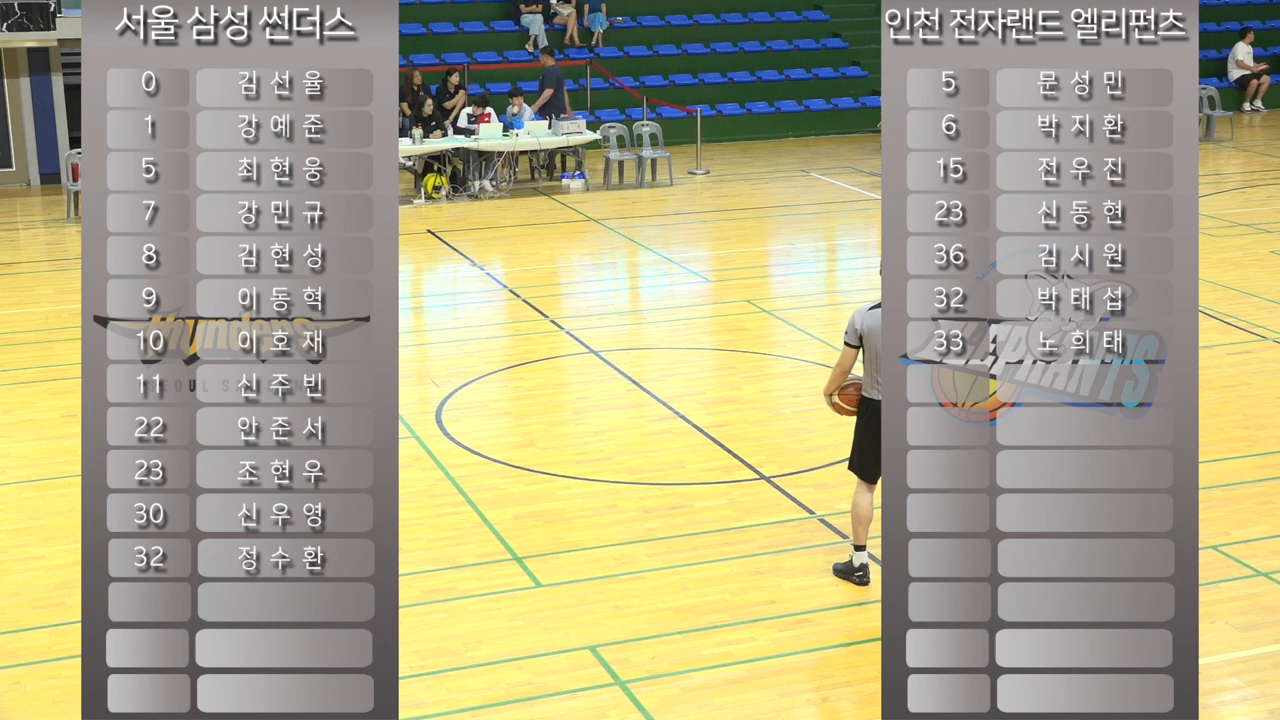 서울 삼성 썬더스
0 김선율
1 강예준
5 최현웅
7 강민규
8 김현성
9 이동혁
10 이호재
11 신주빈
22 안준서
23 조현우
30 신우영
32 정수환
thunders
SEOUL SA
인천 전자랜드 엘리펀츠
5 문성민
6 박지환
15 전우진
23 신동현
36 김시원
32 박태섭
33 노희태
ELEPHANTS